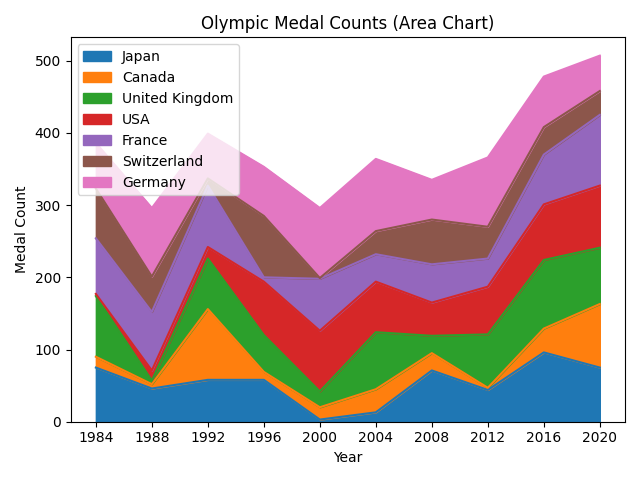 Olympic Medal Counts (Area Chart)
Japan
Canada
United Kingdom
USA
France
Switzerland
Germany
500
400
300
200
100
0
Medal Count
1984 1988 1992 1996 2000 2004 2008 2012 2016 2020
Year